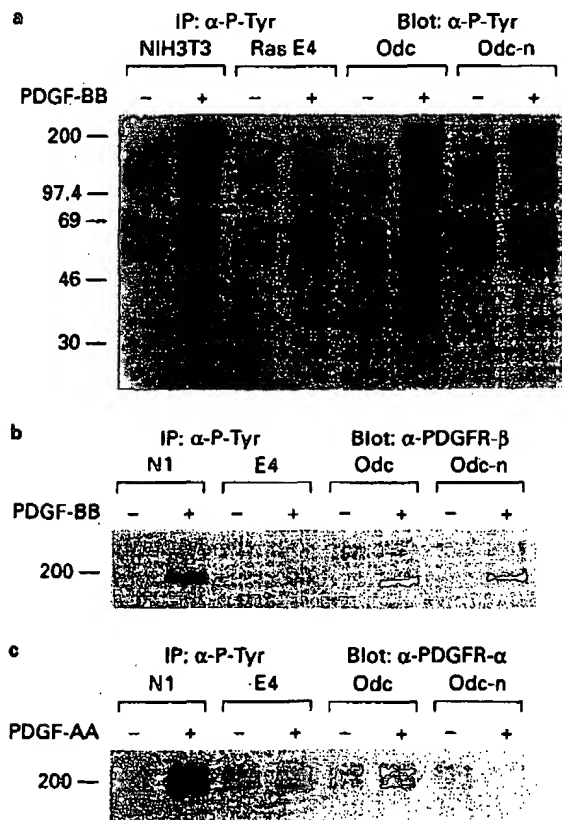 a
IP: α-P-Tyr Blot: α-P-Tyr
NIH3T3 Ras E4 Odc Odc-n
PDGF-BB − + − + − + − +
200
97.4
69
46
30
b
IP: α-P-Tyr Blot: α-PDGFR-β
N1 E4 Odc Odc-n
PDGF-BB − + − + − + − +
200
c
IP: α-P-Tyr Blot: α-PDGFR-α
N1 E4 Odc Odc-n
PDGF-AA − + − + − + − +
200